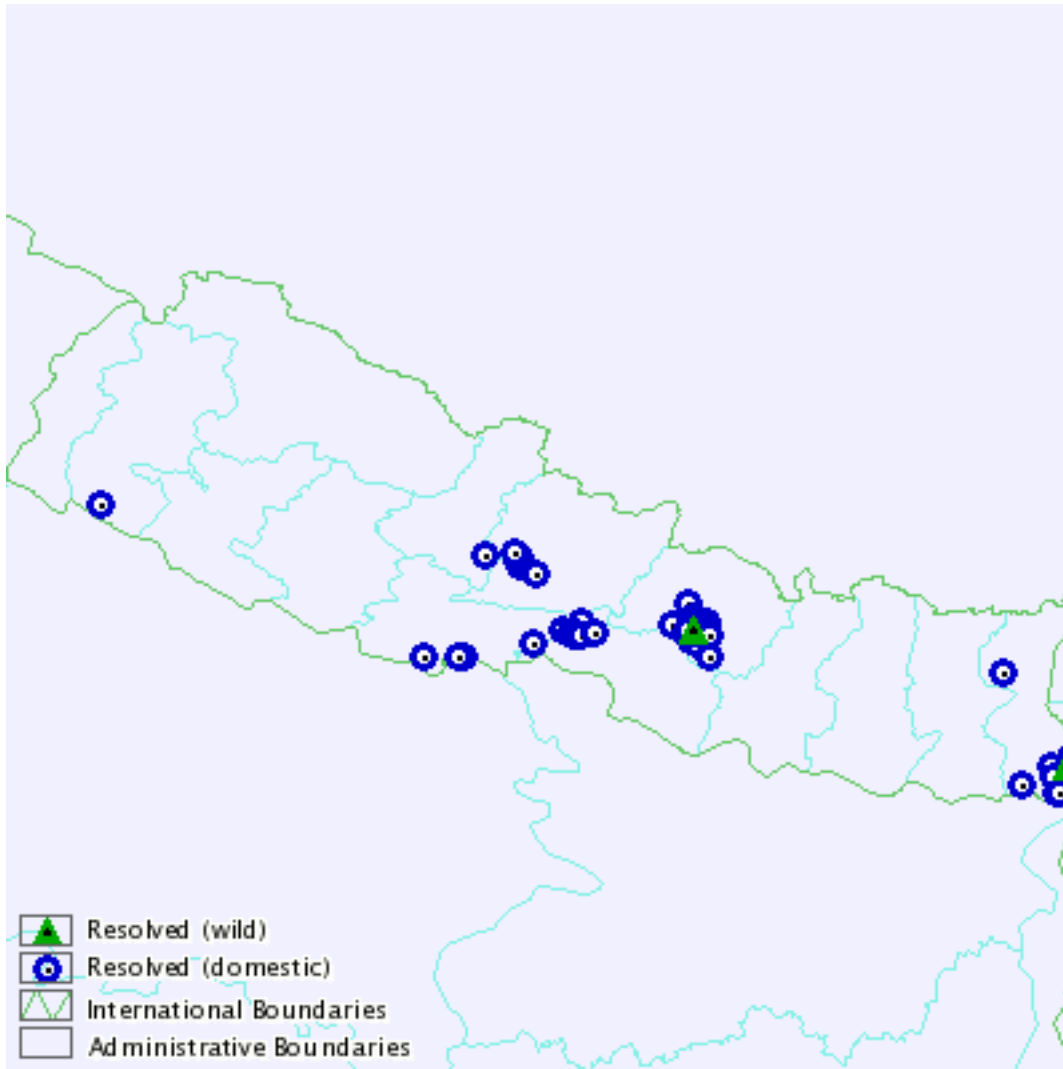 Resolved (wild)
Resolved (domestic)
International Boundaries
Administrative Boundaries